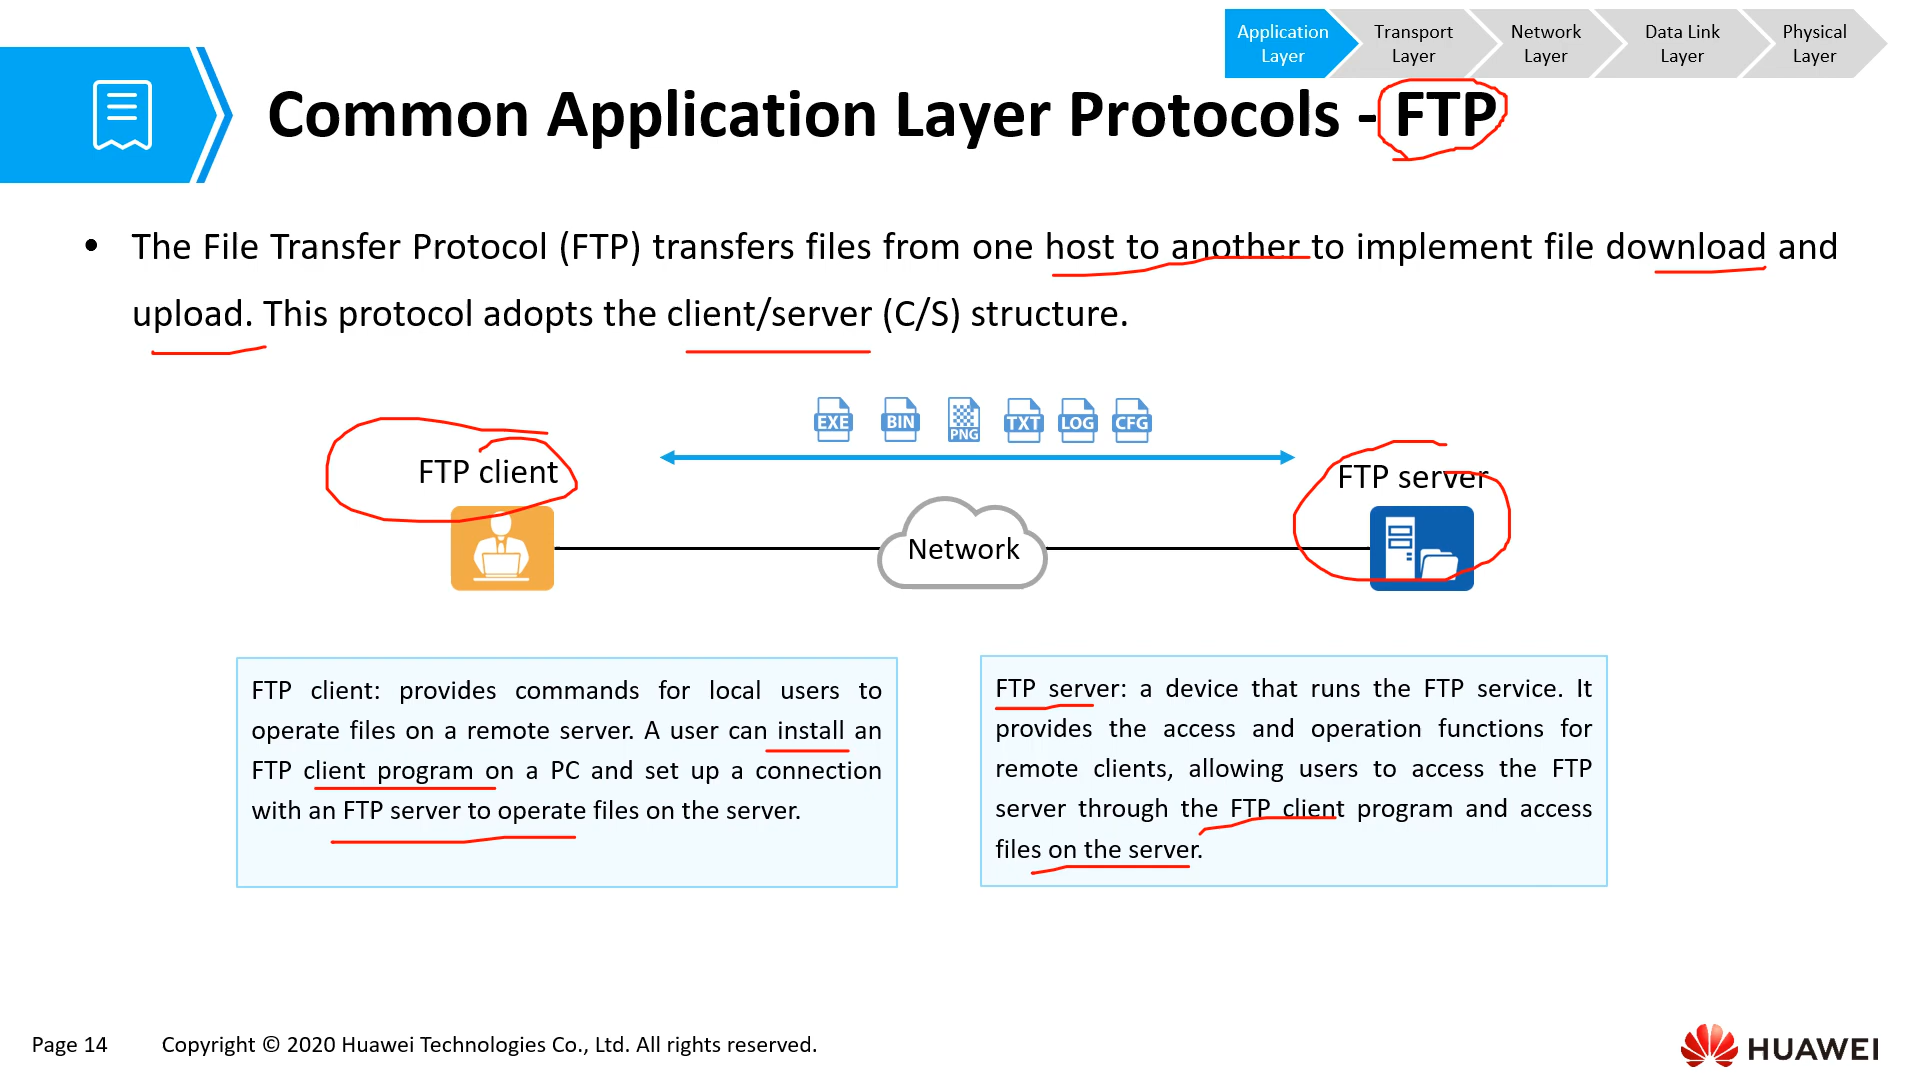 Application Layer
Transport Layer
Network Layer
Data Link Layer
Physical Layer
Common Application Layer Protocols - FTP
• The File Transfer Protocol (FTP) transfers files from one host to another to implement file download and
upload. This protocol adopts the client/server (C/S) structure.
EXE BIN PNG TXT LOG CFG
FTP client
FTP server
Network
FTP client: provides commands for local users to
operate files on a remote server. A user can install an
FTP client program on a PC and set up a connection
with an FTP server to operate files on the server.
FTP server: a device that runs the FTP service. It
provides the access and operation functions for
remote clients, allowing users to access the FTP
server through the FTP client program and access
files on the server.
Page 14
Copyright © 2020 Huawei Technologies Co., Ltd. All rights reserved.
HUAWEI